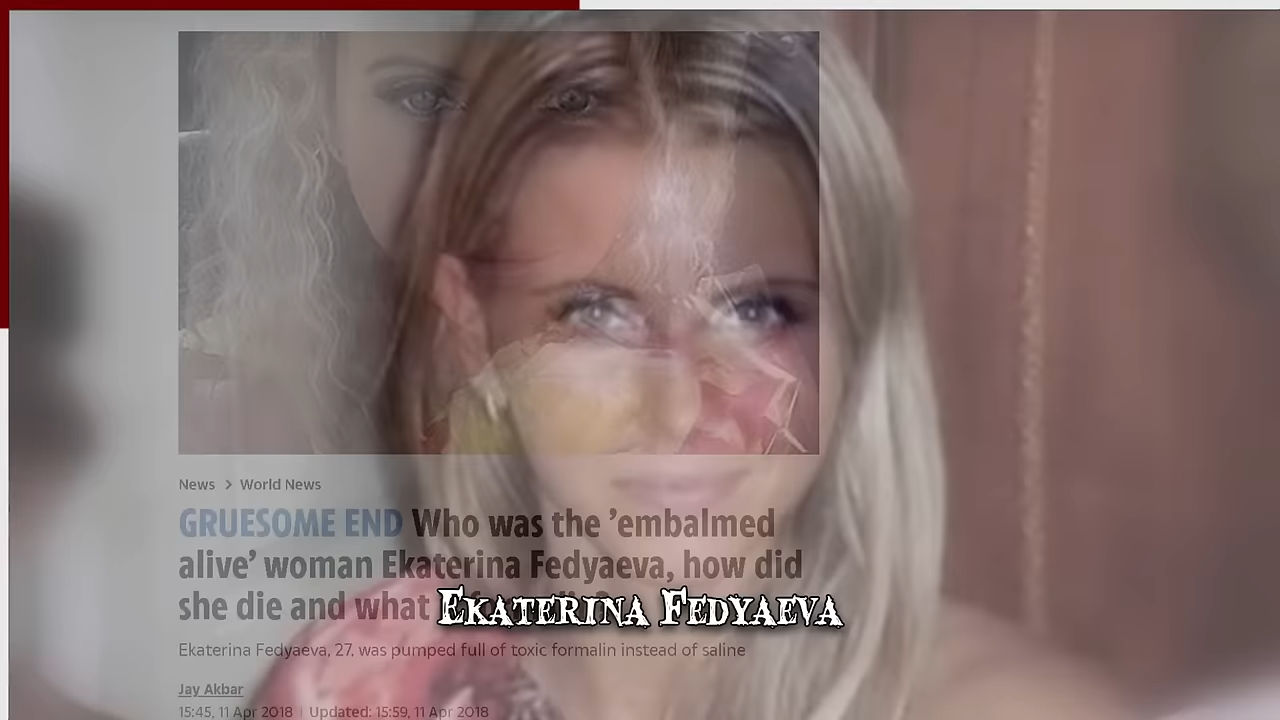 News > World News
GRUESOME END Who was the 'embalmed
alive' woman Ekaterina Fedyaeva, how did
she die and what
Ekaterina Fedyaeva
Ekaterina Fedyaeva, 27, was pumped full of toxic formalin instead of saline
Jay Akbar
15:45, 11 Apr 2018 | Updated: 15:59, 11 Apr 2018